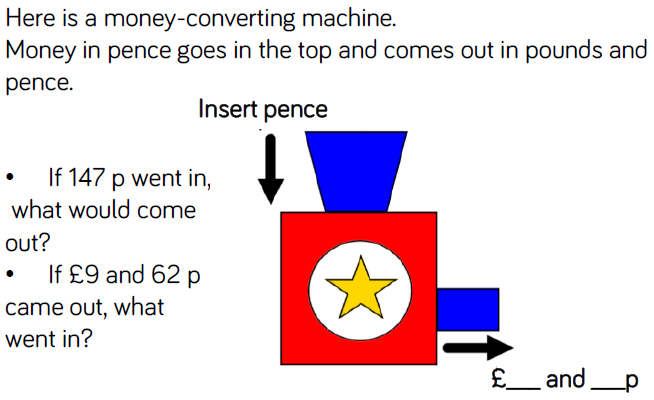 Here is a money-converting machine.
Money in pence goes in the top and comes out in pounds and
pence.
Insert pence
• If 147 p went in,
what would come
out?
• If £9 and 62 p
came out, what
went in?
£___ and ___p